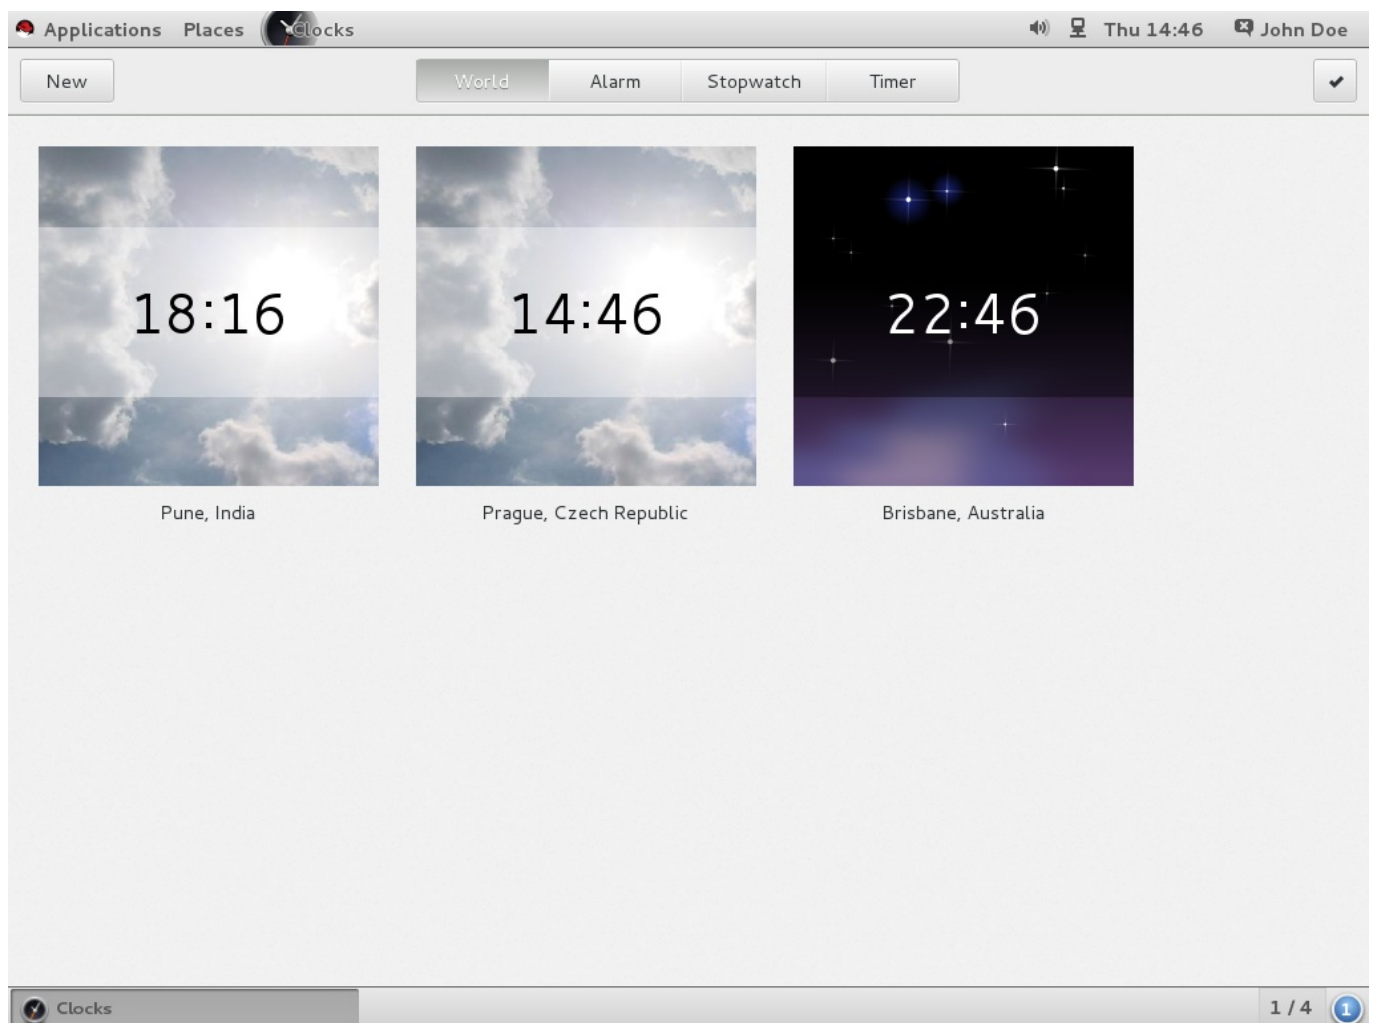 Applications Places Clocks Thu 14:46 John Doe
New World Alarm Stopwatch Timer
18:16 14:46 22:46
Pune, India Prague, Czech Republic Brisbane, Australia
Clocks 1 / 4 1